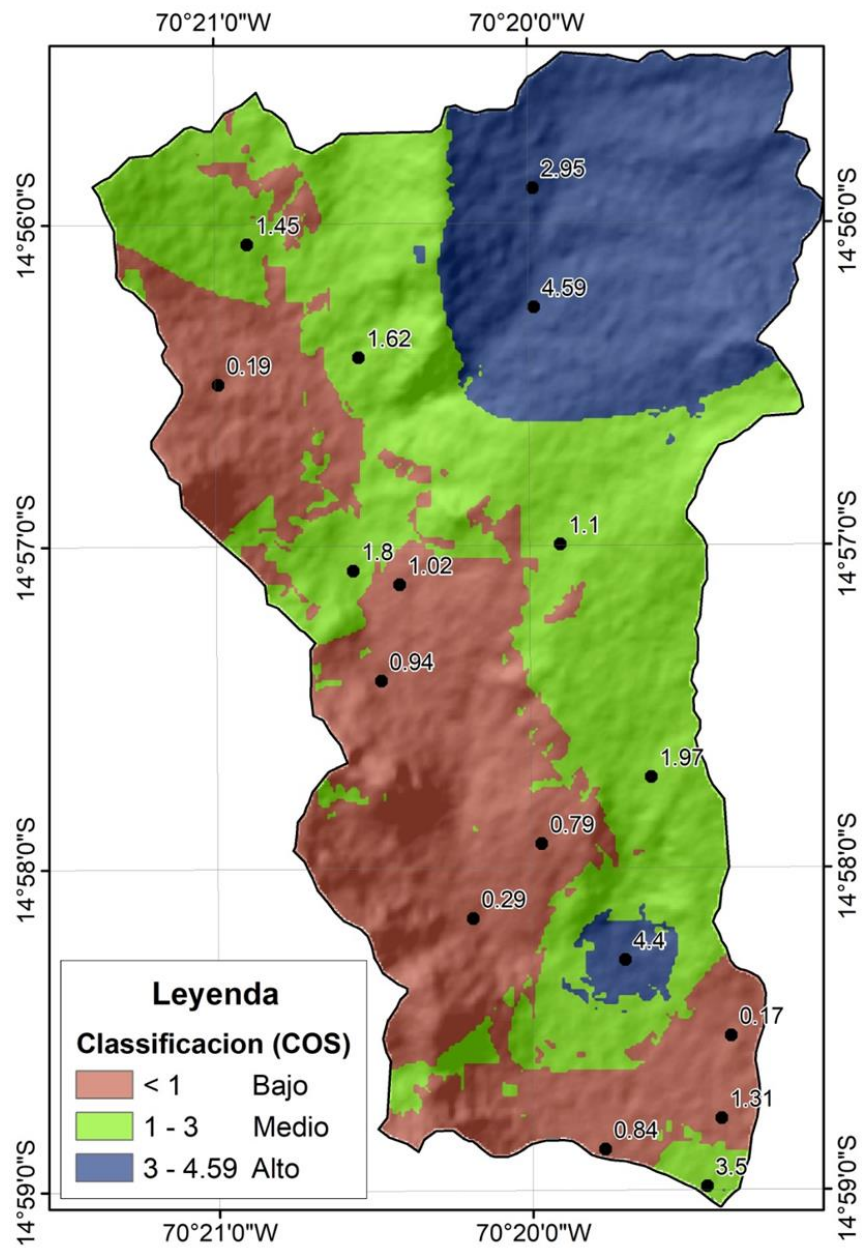 70°21'0"W
70°20'0"W
14°56'0"S
14°56'0"S
2.95
1.45
4.59
1.62
0.19
14°57'0"S
14°57'0"S
1.1
1.8
1.02
0.94
1.97
0.79
14°58'0"S
14°58'0"S
0.29
4.4
0.17
1.31
0.84
3.5
Leyenda
Classificacion (COS)
< 1 Bajo
1 - 3 Medio
3 - 4.59 Alto
14°59'0"S
14°59'0"S
70°21'0"W
70°20'0"W